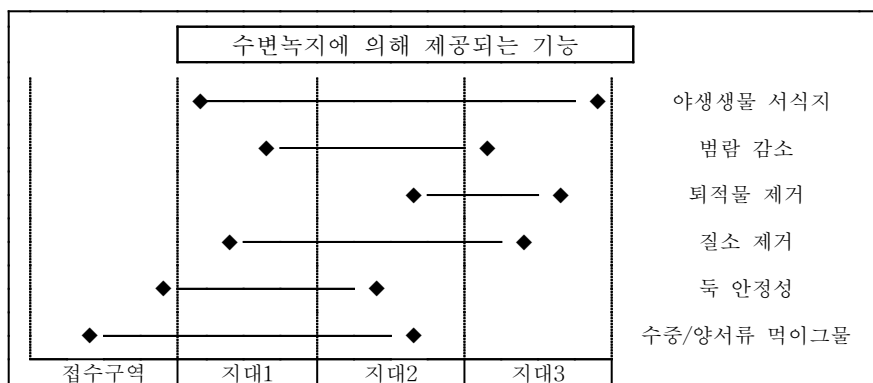 수변녹지에 의해 제공되는 기능
야생생물 서식지
범람 감소
퇴적물 제거
질소 제거
둑 안정성
수중/양서류 먹이그물
접수구역 지대1 지대2 지대3